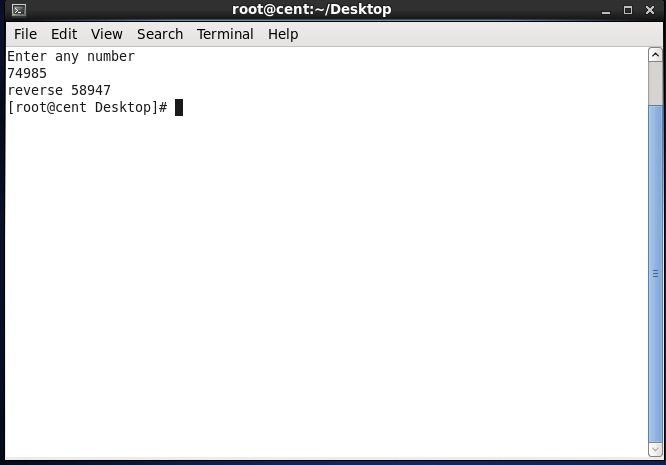 root@cent:~/Desktop
File Edit View Search Terminal Help
Enter any number
74985
reverse 58947
[root@cent Desktop]#